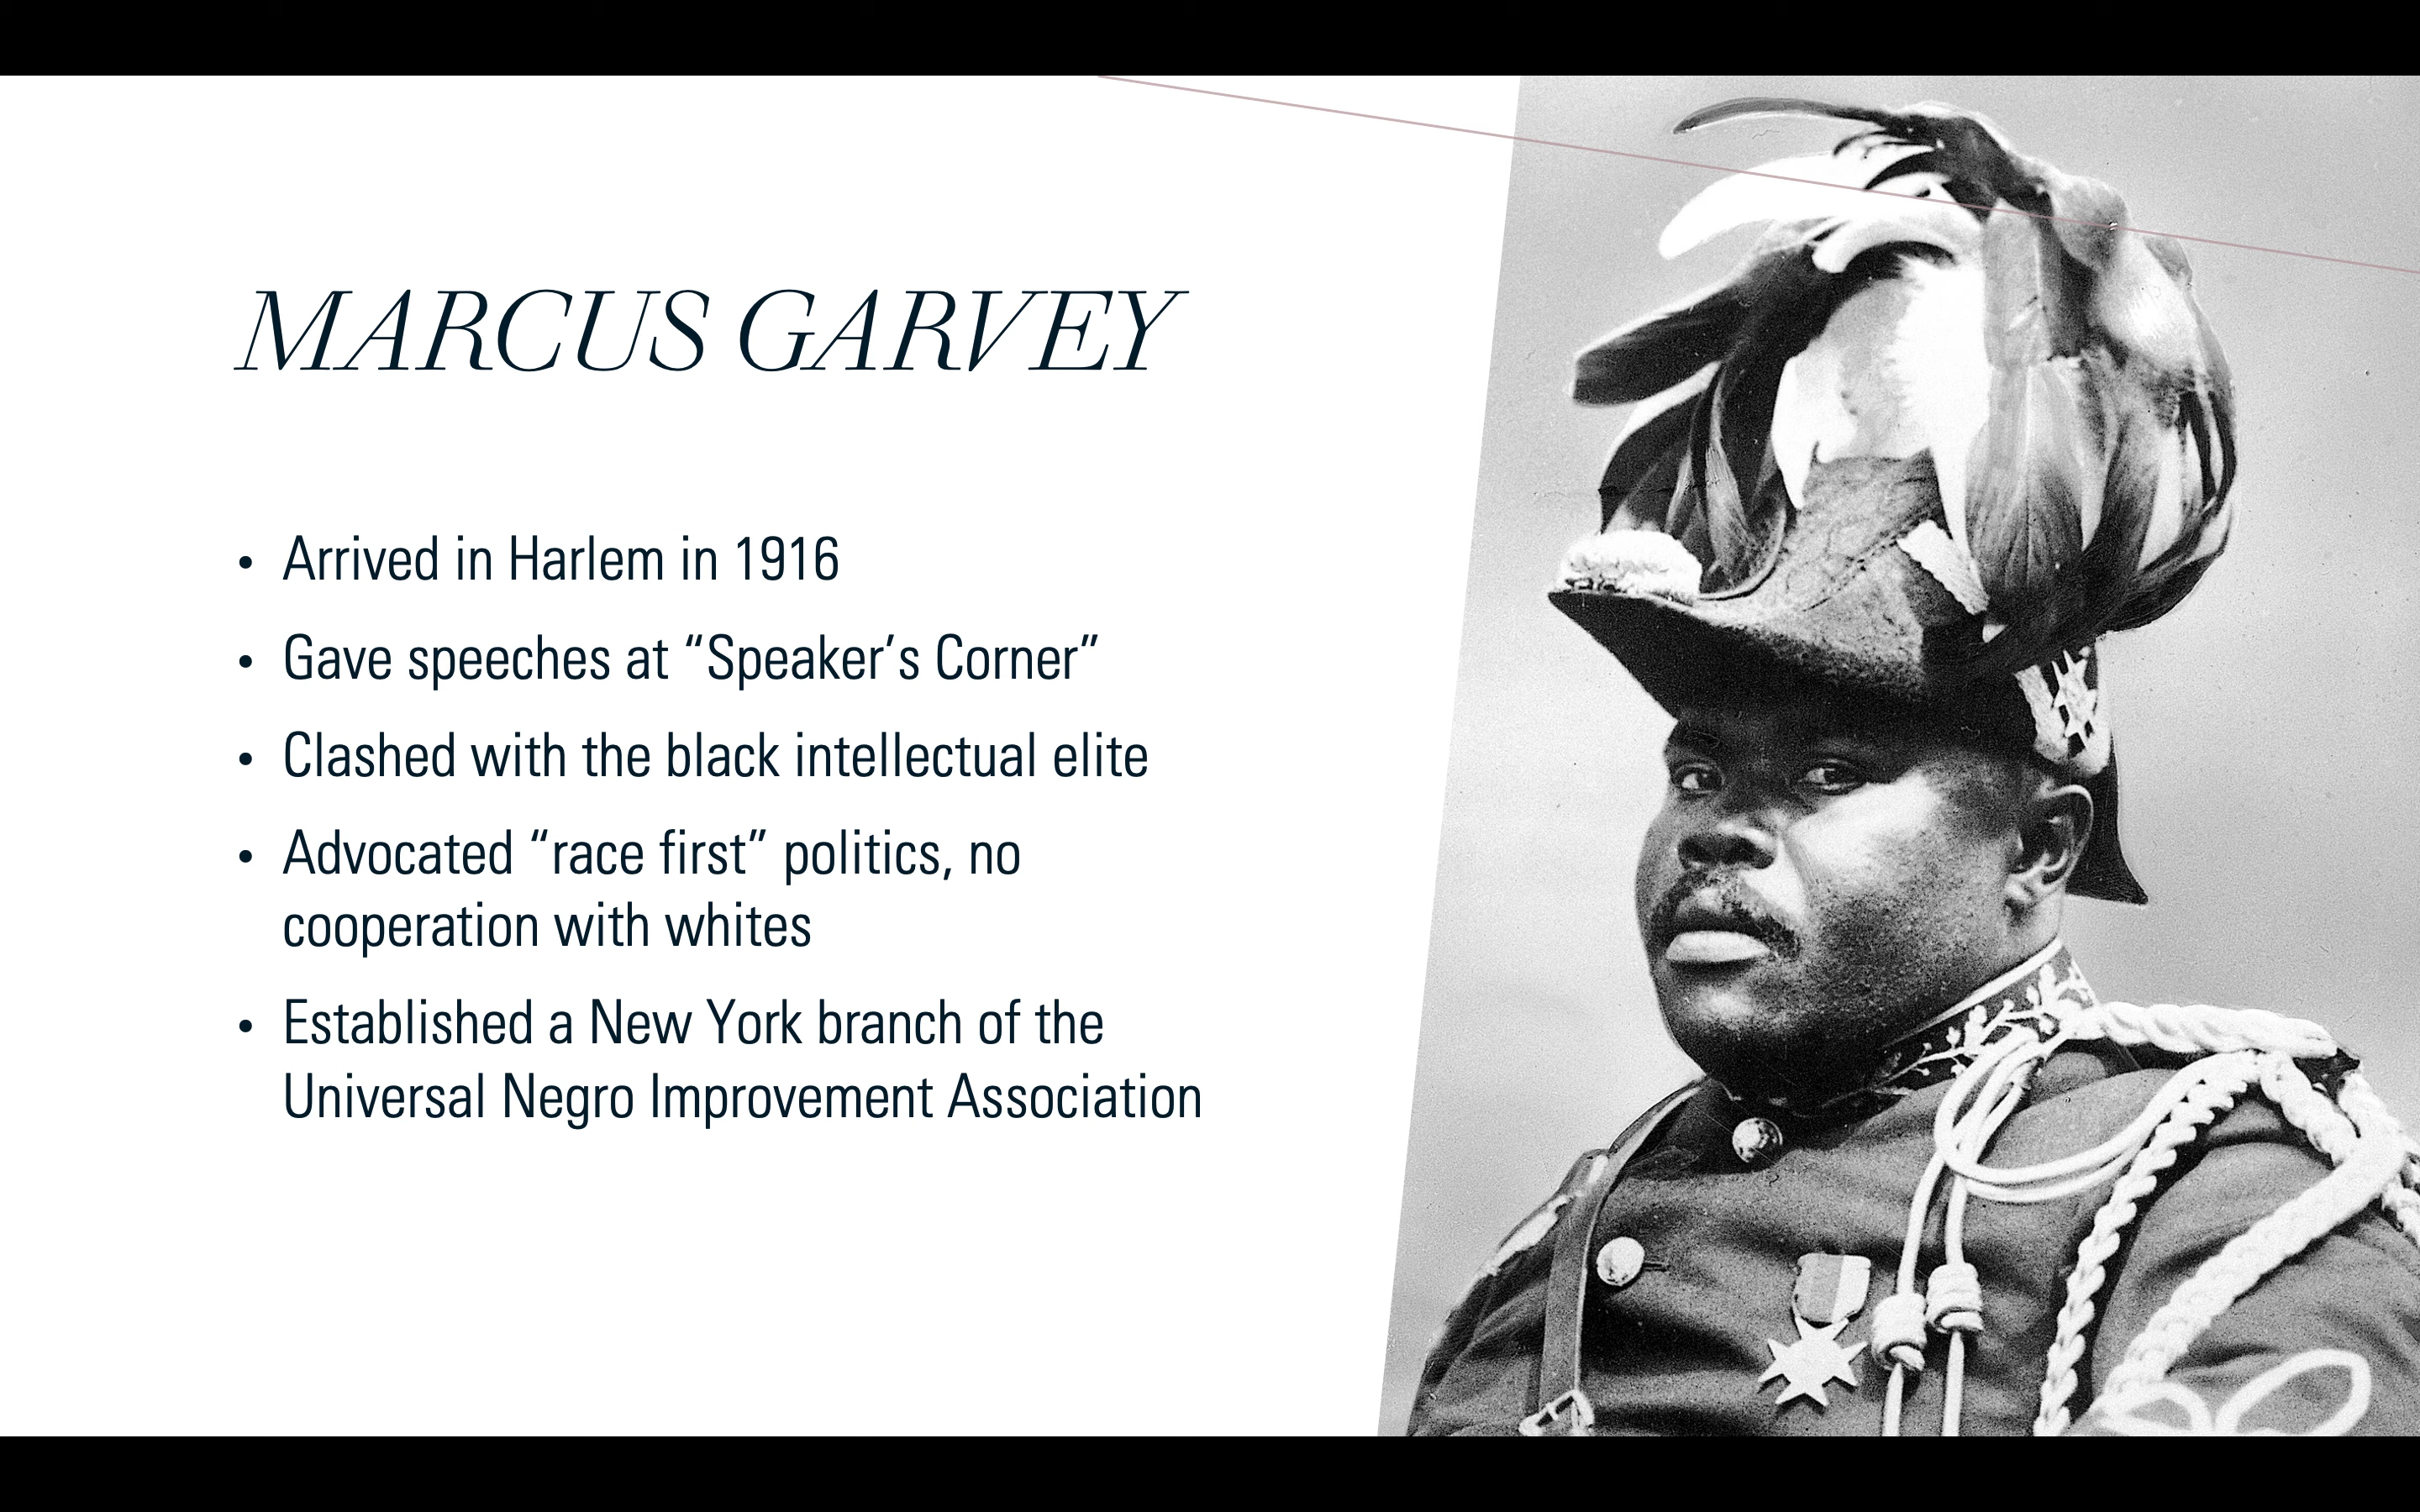 MARCUS GARVEY
• Arrived in Harlem in 1916
• Gave speeches at “Speaker’s Corner”
• Clashed with the black intellectual elite
• Advocated “race first” politics, no
cooperation with whites
• Established a New York branch of the
Universal Negro Improvement Association